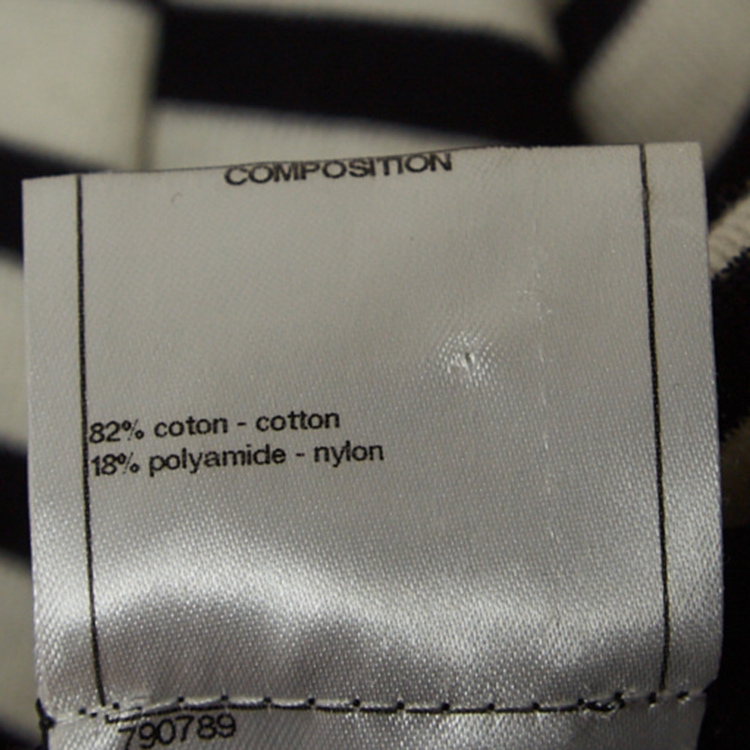 COMPOSITION
82% coton - cotton
18% polyamide - nylon
790789